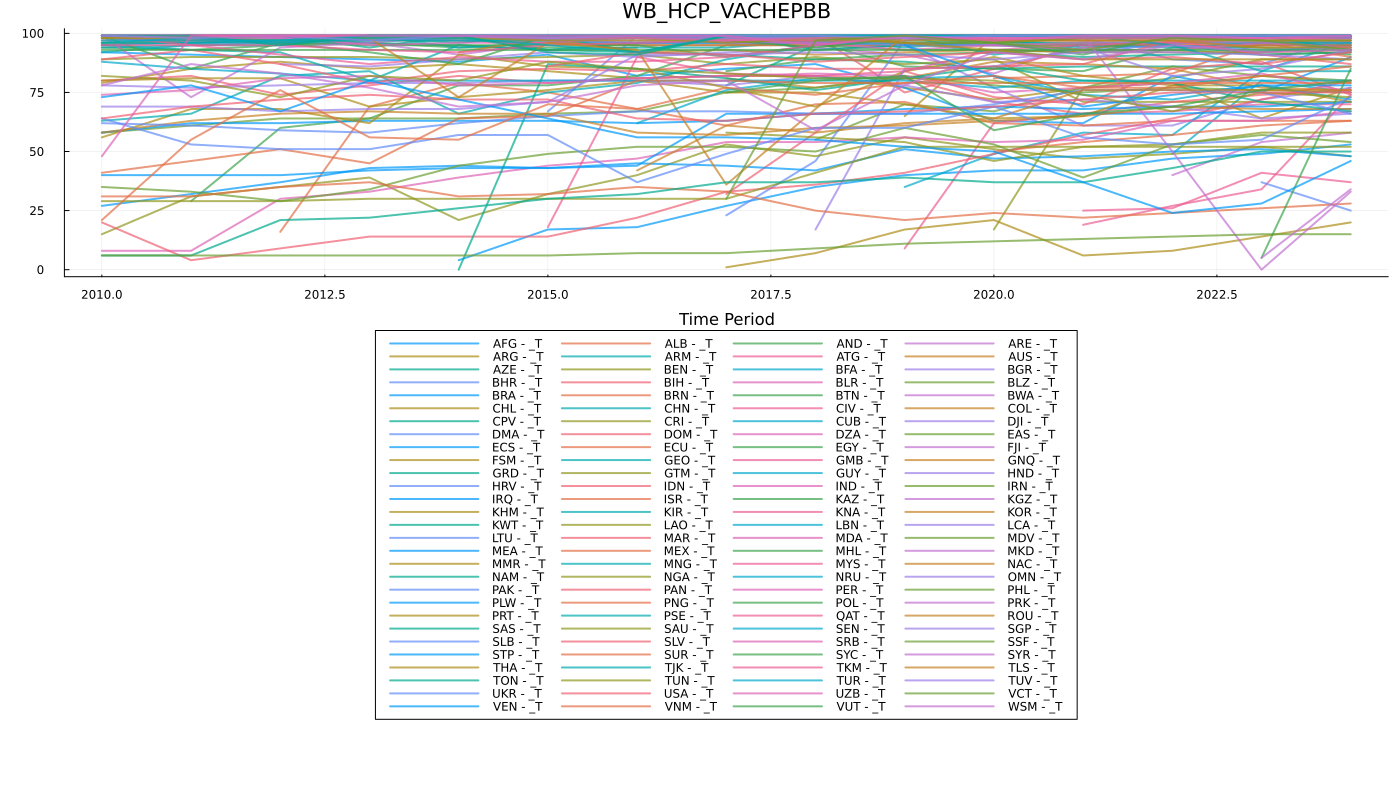 WB_HCP_VACHEPBB
100
75
50
25
0
2010.0 2012.5 2015.0 2017.5 2020.0 2022.5
Time Period
AFG - _T ALB - _T AND - _T ARE - _T
ARG - _T ARM - _T ATG - _T AUS - _T
AZE - _T BEN - _T BFA - _T BGR - _T
BHR - _T BIH - _T BLR - _T BLZ - _T
BRA - _T BRN - _T BTN - _T BWA - _T
CHL - _T CHN - _T CIV - _T COL - _T
CPV - _T CRI - _T CUB - _T DJI - _T
DMA - _T DOM - _T DZA - _T EAS - _T
ECS - _T ECU - _T EGY - _T FJI - _T
FSM - _T GEO - _T GMB - _T GNQ - _T
GRD - _T GTM - _T GUY - _T HND - _T
HRV - _T IDN - _T IND - _T IRN - _T
IRQ - _T ISR - _T KAZ - _T KGZ - _T
KHM - _T KIR - _T KNA - _T KOR - _T
KWT - _T LAO - _T LBN - _T LCA - _T
LTU - _T MAR - _T MDA - _T MDV - _T
MEA - _T MEX - _T MHL - _T MKD - _T
MMR - _T MNG - _T MYS - _T NAC - _T
NAM - _T NGA - _T NRU - _T OMN - _T
PAK - _T PAN - _T PER - _T PHL - _T
PLW - _T PNG - _T POL - _T PRK - _T
PRT - _T PSE - _T QAT - _T ROU - _T
SAS - _T SAU - _T SEN - _T SGP - _T
SLB - _T SLV - _T SRB - _T SSF - _T
STP - _T SUR - _T SYC - _T SYR - _T
THA - _T TJK - _T TKM - _T TLS - _T
TON - _T TUN - _T TUR - _T TUV - _T
UKR - _T USA - _T UZB - _T VCT - _T
VEN - _T VNM - _T VUT - _T WSM - _T